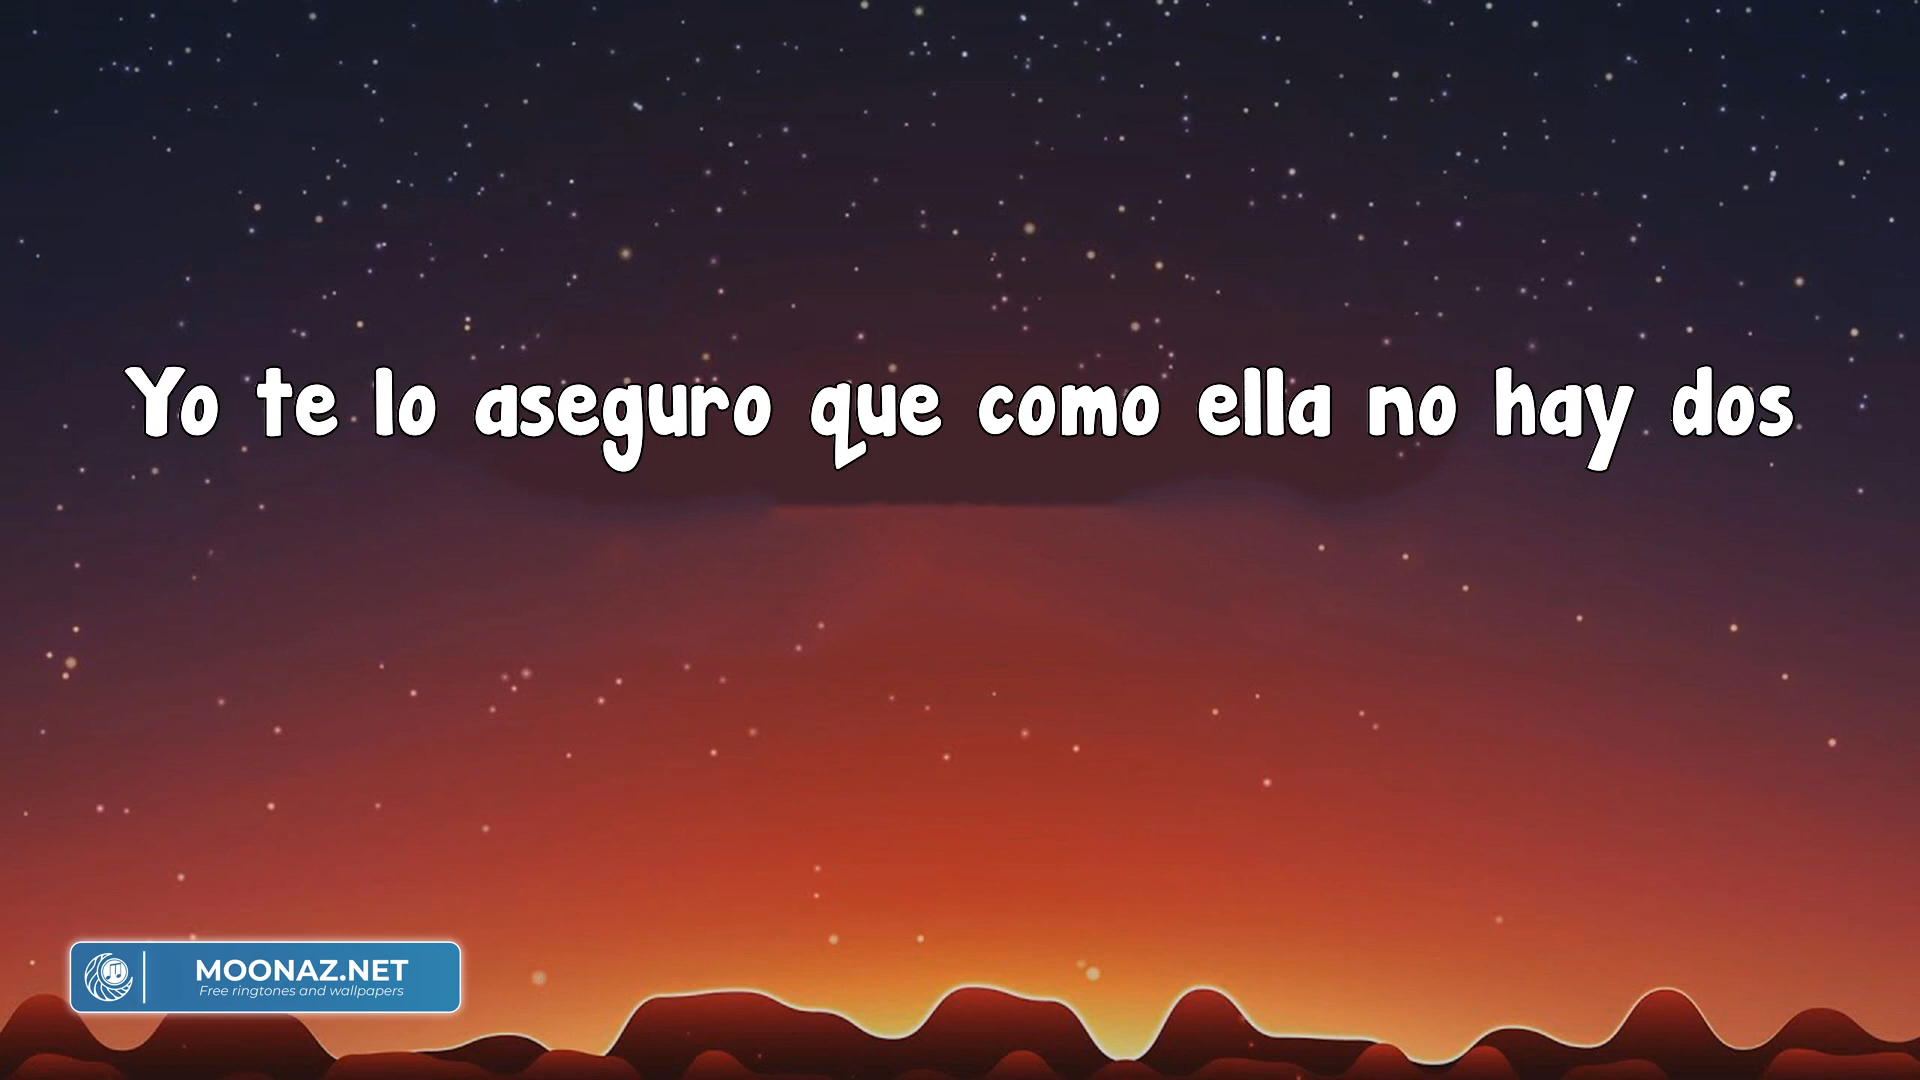 Yo te lo aseguro que como ella no hay dos
MOONAZ.NET
Free ringtones and wallpapers